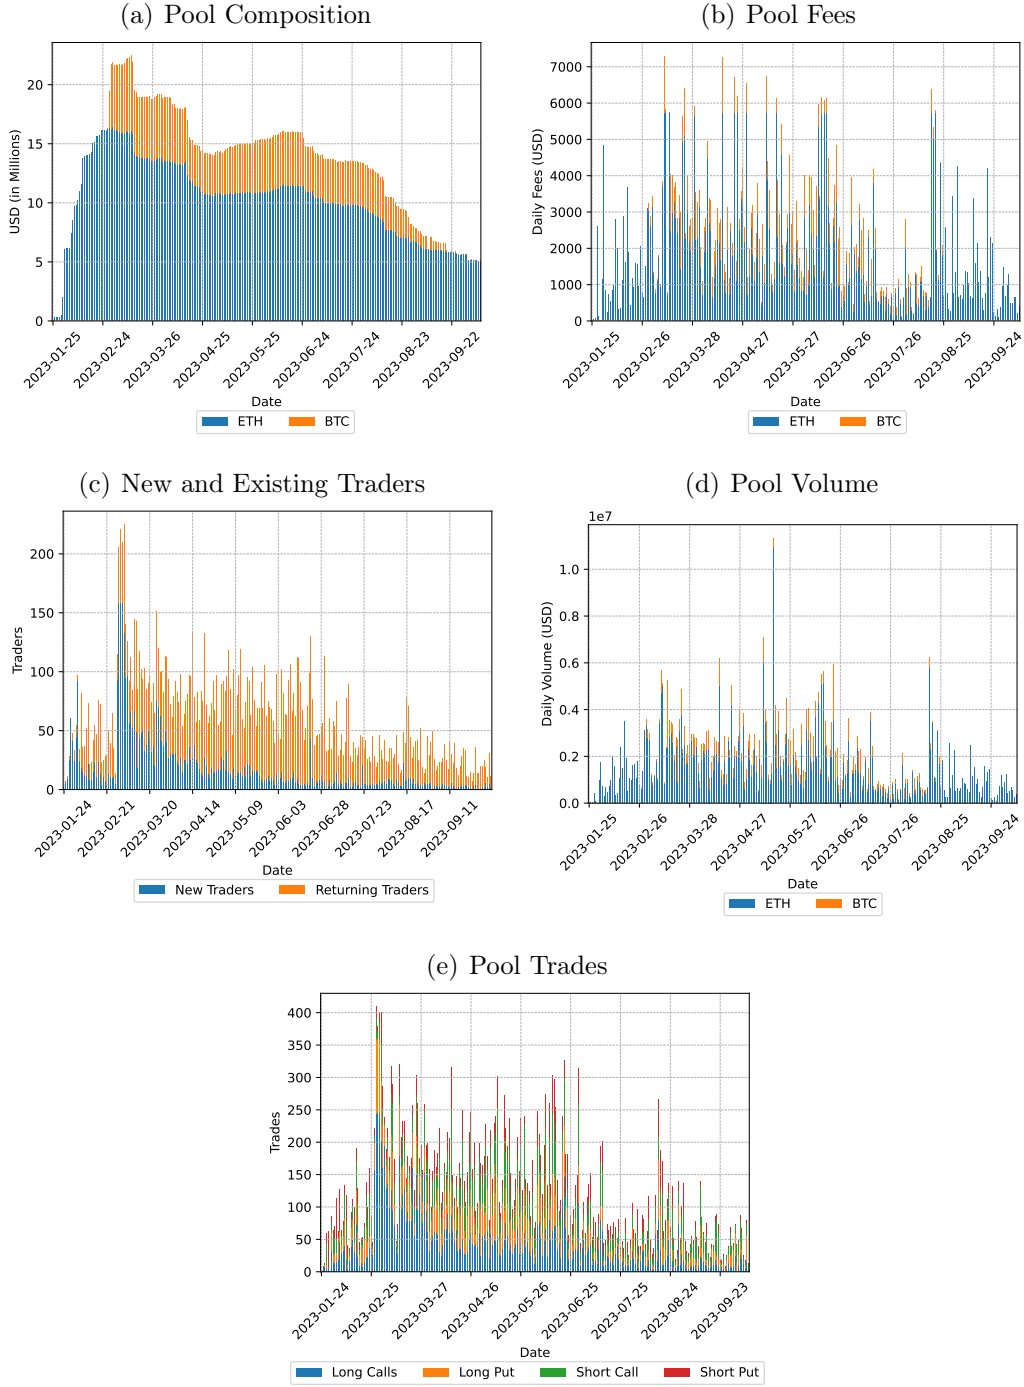 (a) Pool Composition
USD (in Millions)
20
15
10
5
0
2023-01-25
2023-02-24
2023-03-26
2023-04-25
2023-05-25
2023-06-24
2023-07-24
2023-08-23
2023-09-22
Date
ETH
BTC
(b) Pool Fees
Daily Fees (USD)
7000
6000
5000
4000
3000
2000
1000
0
2023-01-25
2023-02-26
2023-03-28
2023-04-27
2023-05-27
2023-06-26
2023-07-26
2023-08-25
2023-09-24
Date
ETH
BTC
(c) New and Existing Traders
Traders
200
150
100
50
0
2023-01-24
2023-02-21
2023-03-20
2023-04-14
2023-05-09
2023-06-03
2023-06-28
2023-07-23
2023-08-17
2023-09-11
Date
New Traders
Returning Traders
(d) Pool Volume
1e7
Daily Volume (USD)
1.0
0.8
0.6
0.4
0.2
0.0
2023-01-25
2023-02-26
2023-03-28
2023-04-27
2023-05-27
2023-06-26
2023-07-26
2023-08-25
2023-09-24
Date
ETH
BTC
(e) Pool Trades
Trades
400
350
300
250
200
150
100
50
0
2023-01-24
2023-02-25
2023-03-27
2023-04-26
2023-05-26
2023-06-25
2023-07-25
2023-08-24
2023-09-23
Date
Long Calls
Long Put
Short Call
Short Put